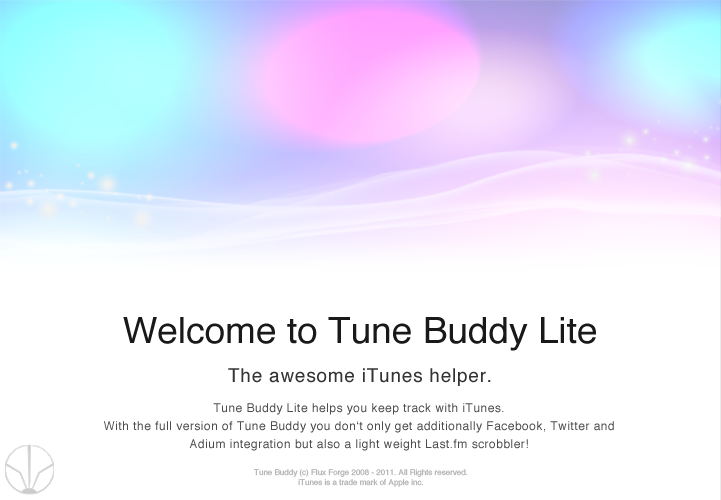 Welcome to Tune Buddy Lite
The awesome iTunes helper.
Tune Buddy Lite helps you keep track with iTunes.
With the full version of Tune Buddy you don't only get additionally Facebook, Twitter and
Adium integration but also a light weight Last.fm scrobbler!
Tune Buddy (c) Flux Forge 2008 - 2011. All Rights reserved.
iTunes is a trade mark of Apple inc.